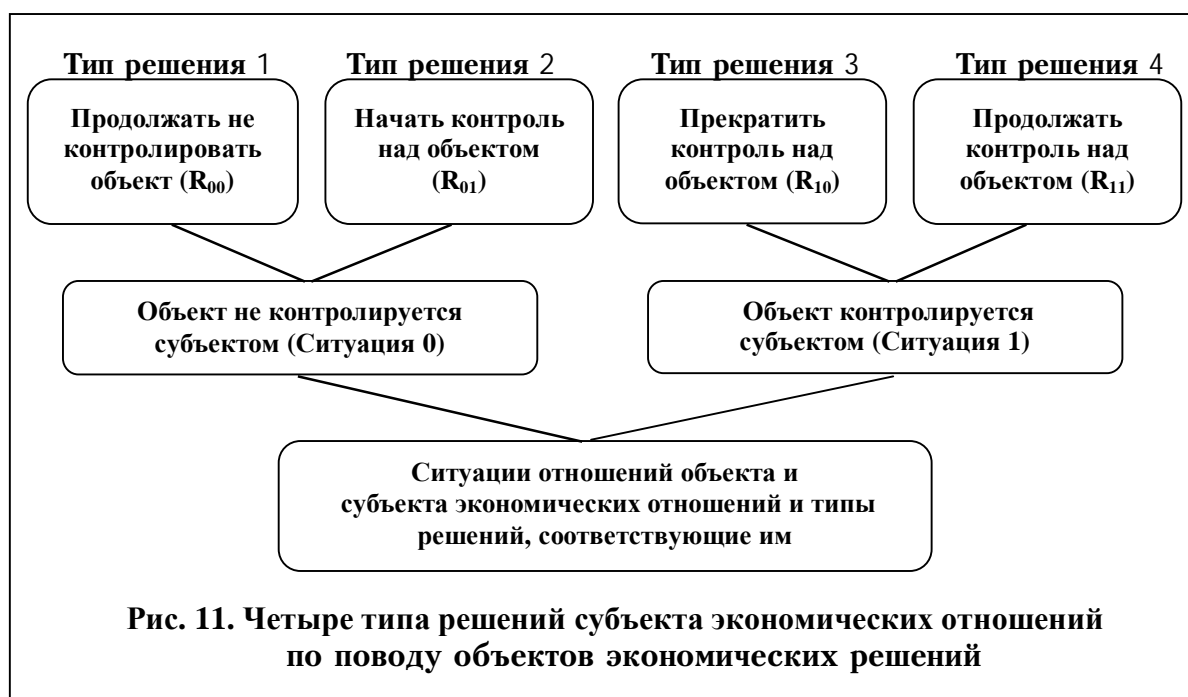 Тип решения 1 Тип решения 2 Тип решения 3 Тип решения 4
Продолжать не
контролировать
объект (R00)
Начать контроль
над объектом
(R01)
Прекратить
контроль над
объектом (R10)
Продолжать
контроль над
объектом (R11)
Объект не контролируется
субъектом (Ситуация 0)
Объект контролируется
субъектом (Ситуация 1)
Ситуации отношений объекта и
субъекта экономических отношений и типы
решений, соответствующие им
Рис. 11. Четыре типа решений субъекта экономических отношений
по поводу объектов экономических решений